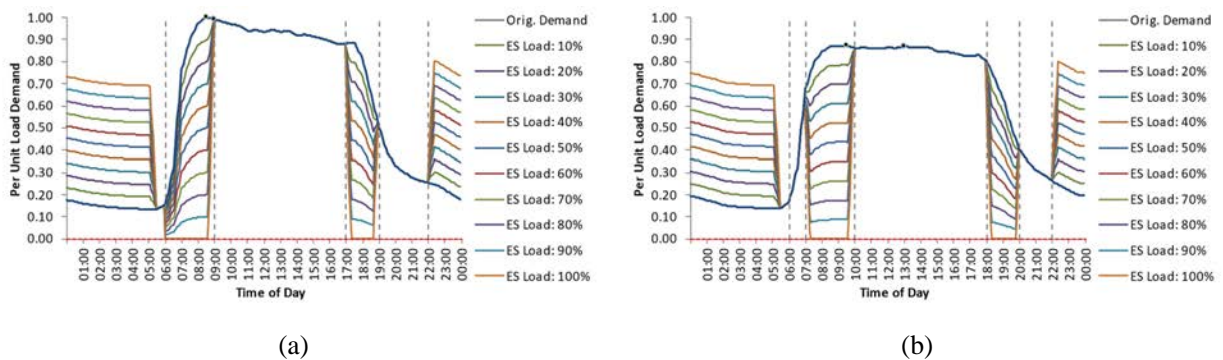 1.00
0.90
0.80
0.70
0.60
0.50
0.40
0.30
0.20
0.10
0.00
Per Unit Load Demand
01:00 02:00 03:00 04:00 05:00 06:00 07:00 08:00 09:00 10:00 11:00 12:00 13:00 14:00 15:00 16:00 17:00 18:00 19:00 20:00 21:00 22:00 23:00 00:00
Time of Day
Orig. Demand
ES Load: 10%
ES Load: 20%
ES Load: 30%
ES Load: 40%
ES Load: 50%
ES Load: 60%
ES Load: 70%
ES Load: 80%
ES Load: 90%
ES Load: 100%
(a)
1.00
0.90
0.80
0.70
0.60
0.50
0.40
0.30
0.20
0.10
0.00
Per Unit Load Demand
01:00 02:00 03:00 04:00 05:00 06:00 07:00 08:00 09:00 10:00 11:00 12:00 13:00 14:00 15:00 16:00 17:00 18:00 19:00 20:00 21:00 22:00 23:00 00:00
Time of Day
Orig. Demand
ES Load: 10%
ES Load: 20%
ES Load: 30%
ES Load: 40%
ES Load: 50%
ES Load: 60%
ES Load: 70%
ES Load: 80%
ES Load: 90%
ES Load: 100%
(b)